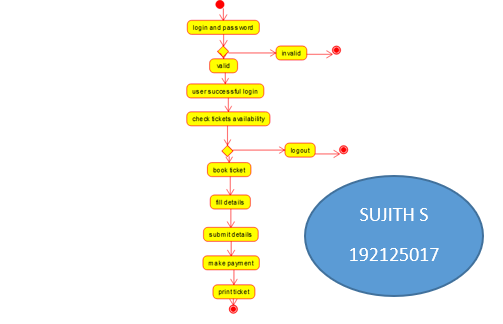 login and password
invalid
valid
user successful login
check tickets availability
logout
book ticket
fill details
submit details
make payment
print ticket
SUJITH S
192125017